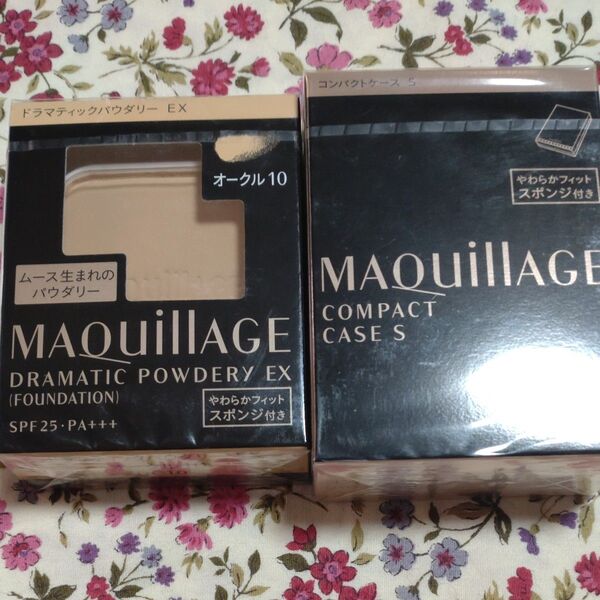 ドラマティックパウダリー EX
オークル10
ムース生まれの
パウダリー
MAQuillAGE
DRAMATIC POWDERY EX
(FOUNDATION)
SPF25・PA+++
やわらかフィット
スポンジ付き
コンパクトケース S
やわらかフィット
スポンジ付き
MAQuillAGE
COMPACT
CASE S